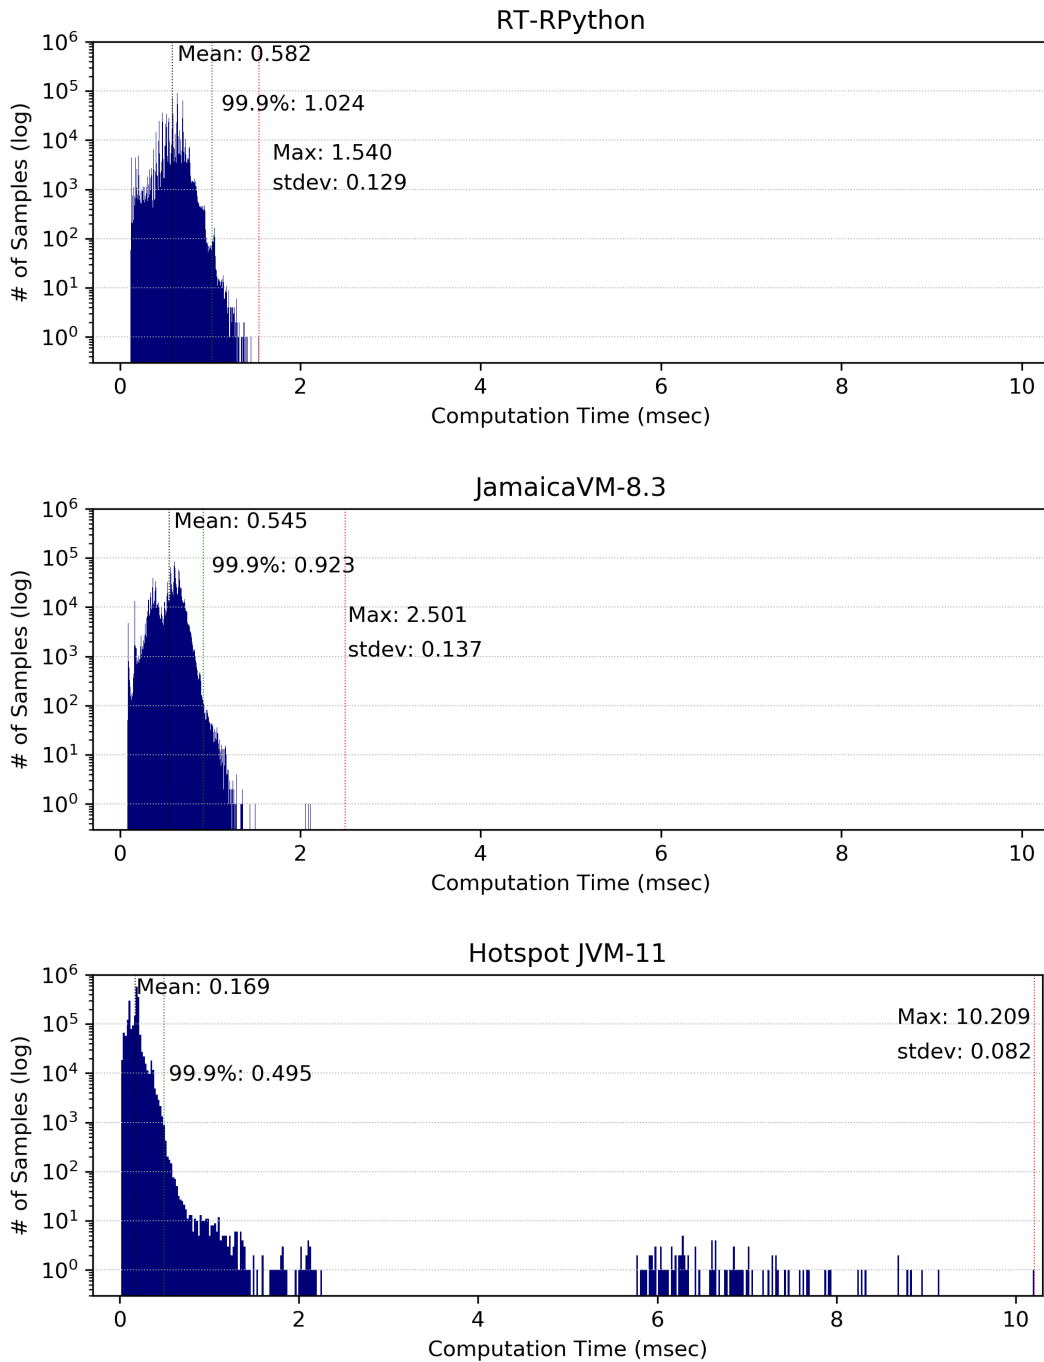 RT-RPython
10⁶
10⁵
10⁴
10³
10²
10¹
10⁰
# of Samples (log)
Mean: 0.582
99.9%: 1.024
Max: 1.540
stdev: 0.129
0 2 4 6 8 10
Computation Time (msec)
JamaicaVM-8.3
10⁶
10⁵
10⁴
10³
10²
10¹
10⁰
# of Samples (log)
Mean: 0.545
99.9%: 0.923
Max: 2.501
stdev: 0.137
0 2 4 6 8 10
Computation Time (msec)
Hotspot JVM-11
10⁶
10⁵
10⁴
10³
10²
10¹
10⁰
# of Samples (log)
Mean: 0.169
99.9%: 0.495
Max: 10.209
stdev: 0.082
0 2 4 6 8 10
Computation Time (msec)